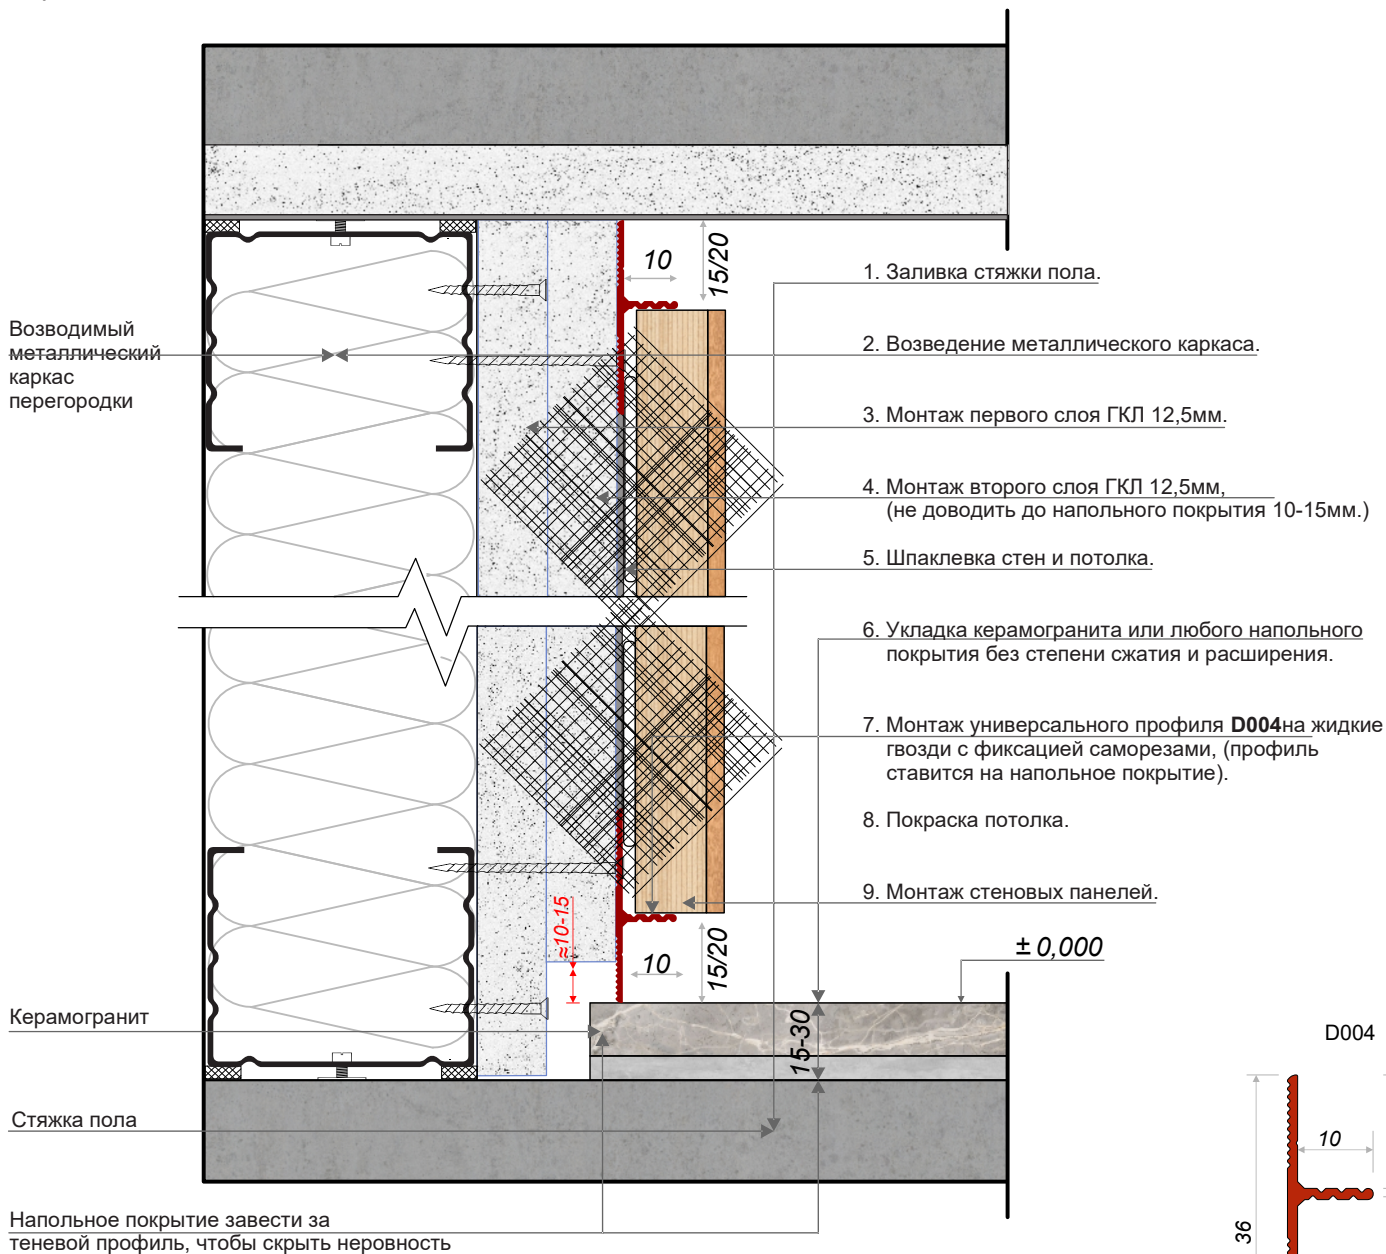 10
15/20
1. Заливка стяжки пола.
Возводимый
металлический
каркас
перегородки
2. Возведение металлического каркаса.
3. Монтаж первого слоя ГКЛ 12,5мм.
4. Монтаж второго слоя ГКЛ 12,5мм,
(не доводить до напольного покрытия 10-15мм.)
5. Шпаклевка стен и потолка.
6. Укладка керамогранита или любого напольного
покрытия без степени сжатия и расширения.
7. Монтаж универсального профиля D004на жидкие
гвозди с фиксацией саморезами, (профиль
ставится на напольное покрытие).
8. Покраска потолка.
9. Монтаж стеновых панелей.
≈10-15
10
15/20
± 0,000
Керамогранит
15-30
D004
Стяжка пола
10
36
Напольное покрытие завести за
теневой профиль, чтобы скрыть неровность